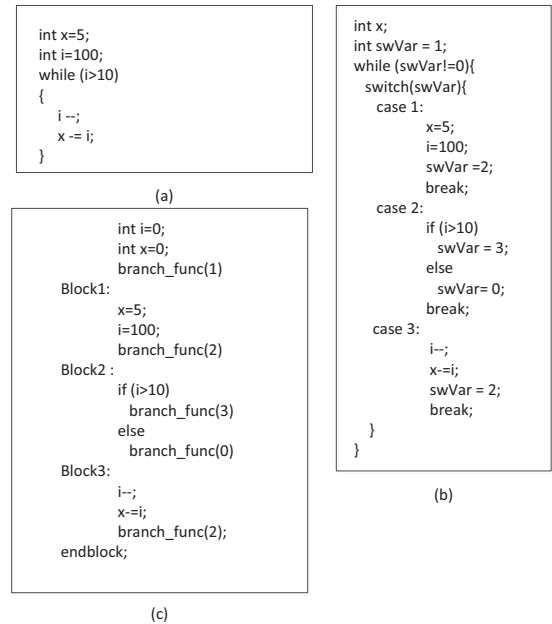 int x=5;
int i=100;
while (i>10)
{
i --;
x -= i;
}
(a)
int x;
int swVar = 1;
while (swVar!=0){
switch(swVar){
case 1:
x=5;
i=100;
swVar =2;
break;
case 2:
if (i>10)
swVar = 3;
else
swVar= 0;
break;
case 3:
i--;
x-=i;
swVar = 2;
break;
}
}
(b)
int i=0;
int x=0;
branch_func(1)
Block1:
x=5;
i=100;
branch_func(2)
Block2 :
if (i>10)
branch_func(3)
else
branch_func(0)
Block3:
i--;
x-=i;
branch_func(2);
endblock;
(c)